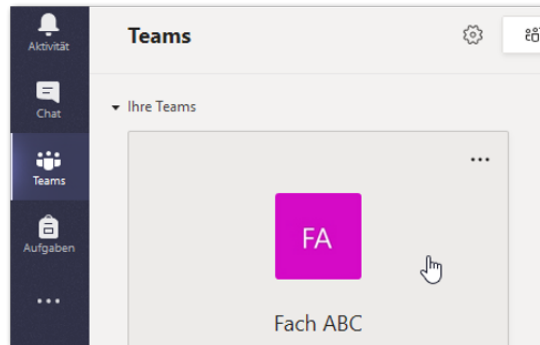 Aktivität
Chat
Teams
Aufgaben
Teams
Ihre Teams
FA
Fach ABC